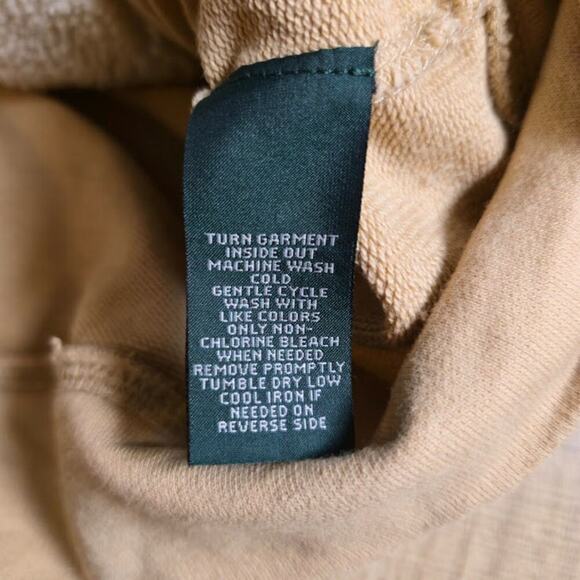 TURN GARMENT
INSIDE OUT
MACHINE WASH
COLD
GENTLE CYCLE
WASH WITH
LIKE COLORS
ONLY NON-
CHLORINE BLEACH
WHEN NEEDED
REMOVE PROMPTLY
TUMBLE DRY LOW
COOL IRON IF
NEEDED ON
REVERSE SIDE